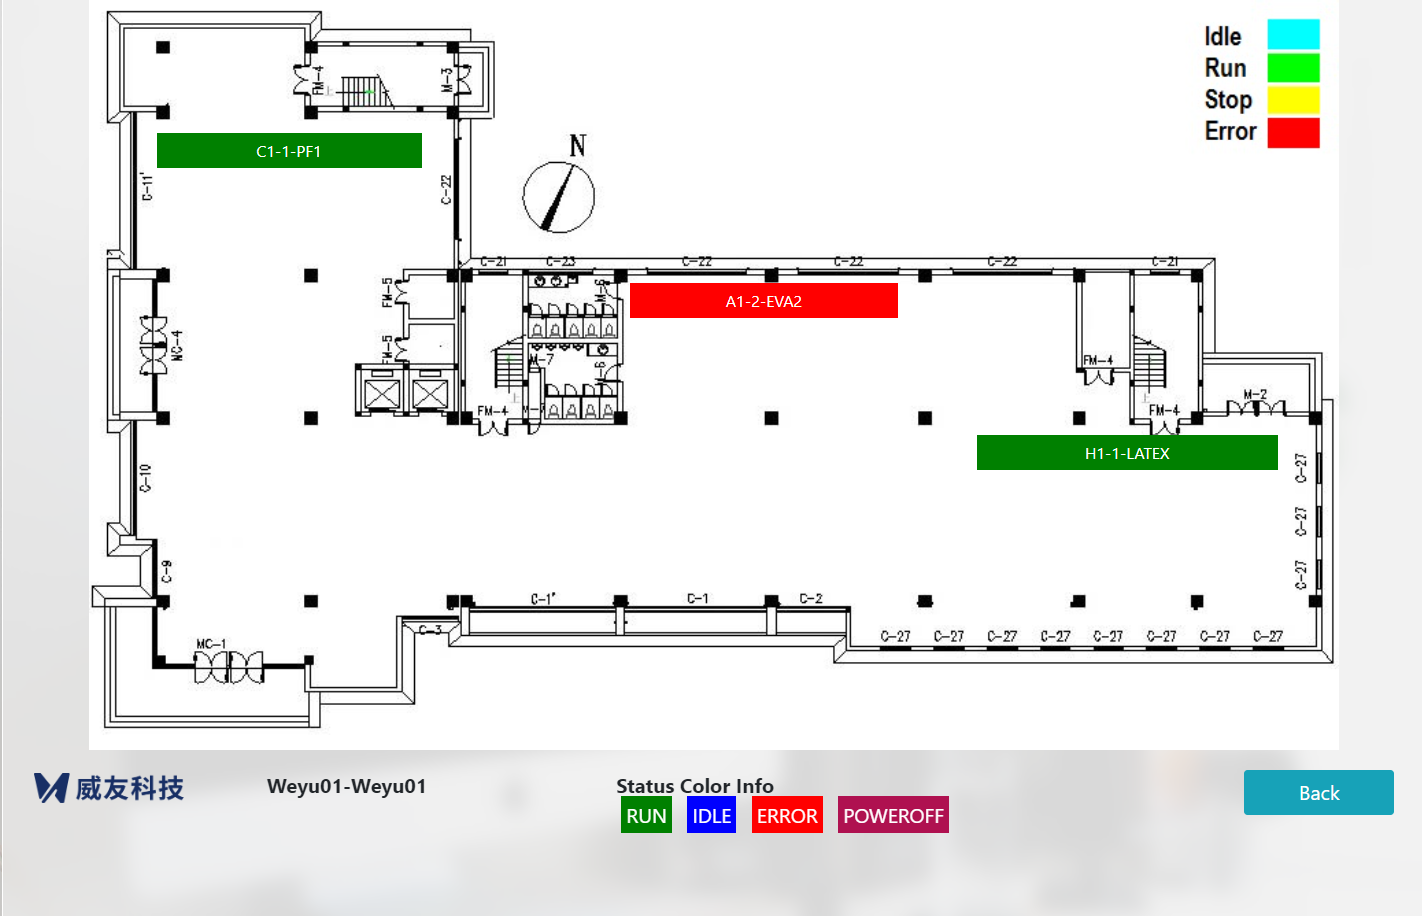 Idle
Run
Stop
Error
N
FM-4
上
M-3
C1-1-PF1
C-11'
C-22
C-21
C-23
C-22
C-22
C-22
C-21
FM-5
M-6
A1-2-EVA2
MC-4
FM-5
M-7
M-6
FM-4
上
上
M-2
FM-4
FM-4
H1-1-LATEX
C-10
C-27
C-27
C-27
C-9
C-1'
C-1
C-2
C-3
MC-1
C-27
C-27
C-27
C-27
C-27
C-27
C-27
C-27
威友科技
Weyu01-Weyu01
Status Color Info
RUN
IDLE
ERROR
POWEROFF
Back